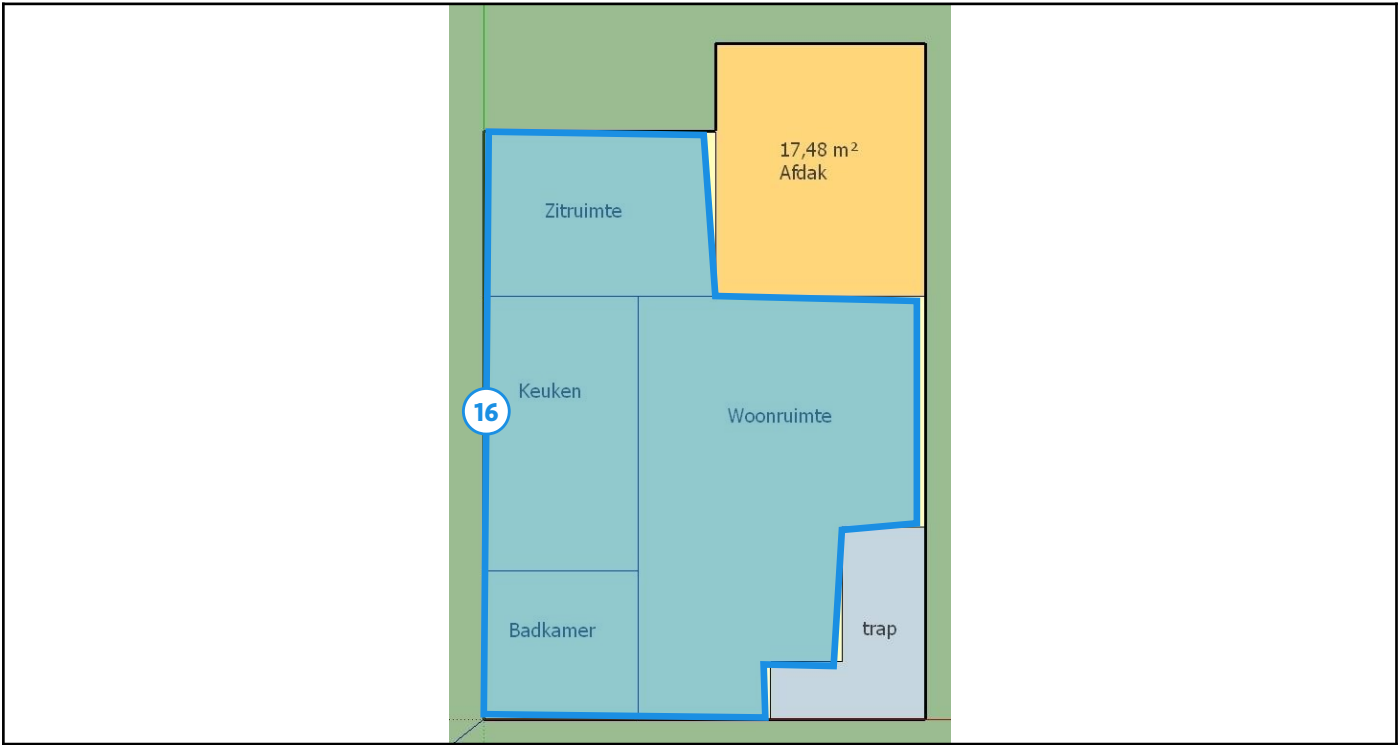 17,48 m²
Afdak
Zitruimte
Keuken
16
Woonruimte
Badkamer
trap